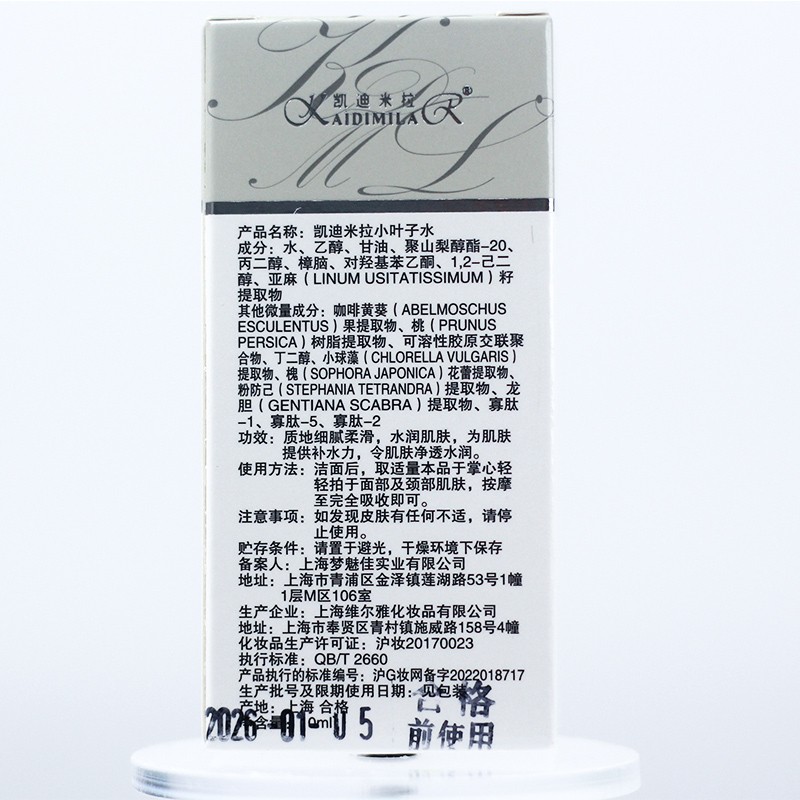 凯迪米拉®
KAIDIMILAR
KDML
产品名称：凯迪米拉小叶子水
成分：水、乙醇、甘油、聚山梨醇酯-20、
丙二醇、樟脑、对羟基苯乙酮、1,2-己二
醇、亚麻（LINUM USITATISSIMUM）籽
提取物
其他微量成分：咖啡黄葵（ABELMOSCHUS
ESCULENTUS）果提取物、桃（PRUNUS
PERSICA）树脂提取物、可溶性胶原交联聚
合物、丁二醇、小球藻（CHLORELLA VULGARIS）
提取物、槐（SOPHORA JAPONICA）花蕾提取物、
粉防己（STEPHANIA TETRANDRA）提取物、龙
胆（GENTIANA SCABRA）提取物、寡肽
-1、寡肽-5、寡肽-2
功效：质地细腻柔滑，水润肌肤，为肌肤
提供补水力，令肌肤净透水润。
使用方法：洁面后，取适量本品于掌心轻
轻拍于面部及颈部肌肤，按摩
至完全吸收即可。
注意事项：如发现皮肤有任何不适，请停
止使用。
贮存条件：请置于避光，干燥环境下保存
备案人：上海梦魅佳实业有限公司
地址：上海市青浦区金泽镇莲湖路53号1幢
1层M区106室
生产企业：上海维尔雅化妆品有限公司
地址：上海市奉贤区青村镇施威路158号4幢
化妆品生产许可证：沪妆20170023
执行标准：QB/T 2660
产品执行的标准编号：沪G妆网备字2022018717
生产批号及限期使用日期：见包装
产地：上海 合格
合格
2026-01-05
前使用